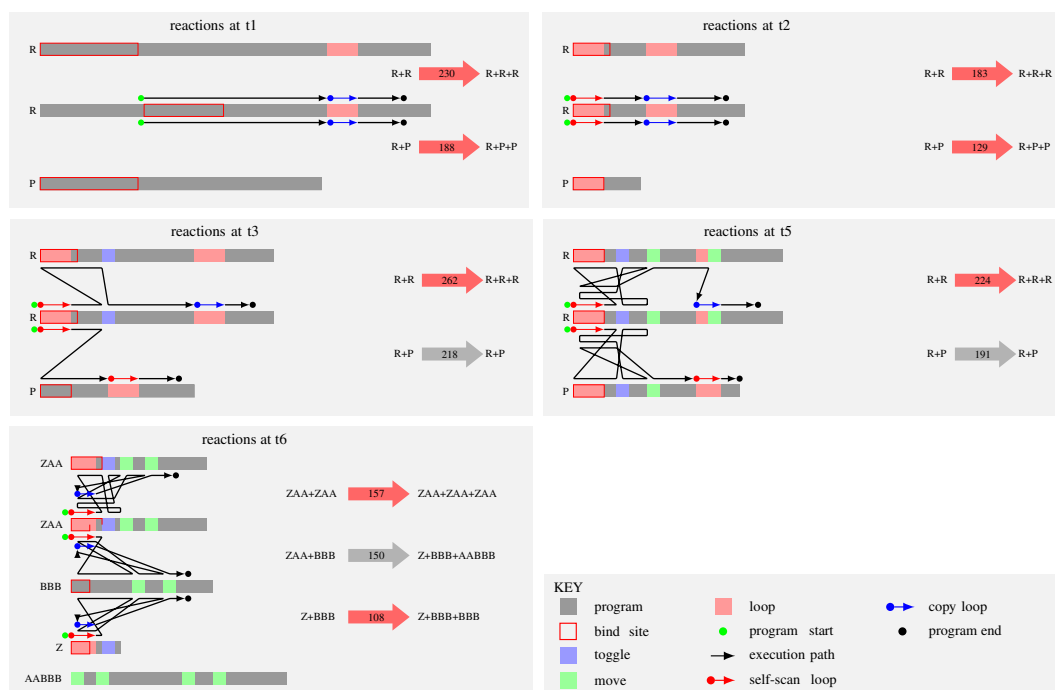 reactions at t1
R
R+R 230 R+R+R
R
R+P 188 R+P+P
P
reactions at t2
R
R+R 183 R+R+R
R
R+P 129 R+P+P
P
reactions at t3
R
R+R 262 R+R+R
R
R+P 218 R+P
P
reactions at t5
R
R+R 224 R+R+R
R
R+P 191 R+P
P
reactions at t6
ZAA
ZAA+ZAA 157 ZAA+ZAA+ZAA
ZAA
ZAA+BBB 150 Z+BBB+AABBB
BBB
Z+BBB 108 Z+BBB+BBB
Z
AABBB
KEY
program loop copy loop
bind site program start program end
toggle execution path
move self-scan loop